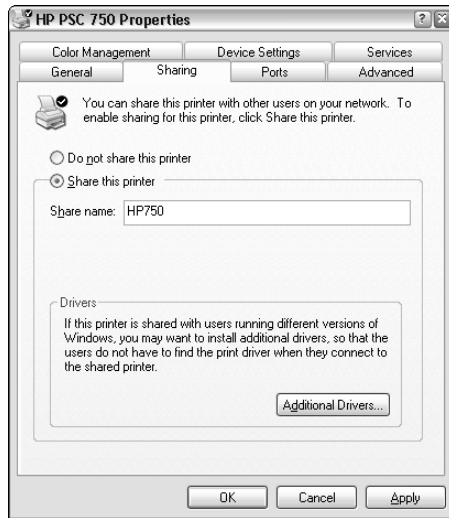 HP PSC 750 Properties
Color Management Device Settings Services
General Sharing Ports Advanced
You can share this printer with other users on your network. To
enable sharing for this printer, click Share this printer.
Do not share this printer
Share this printer
Share name: HP750
Drivers
If this printer is shared with users running different versions of
Windows, you may want to install additional drivers, so that the
users do not have to find the print driver when they connect to
the shared printer.
Additional Drivers...
OK Cancel Apply